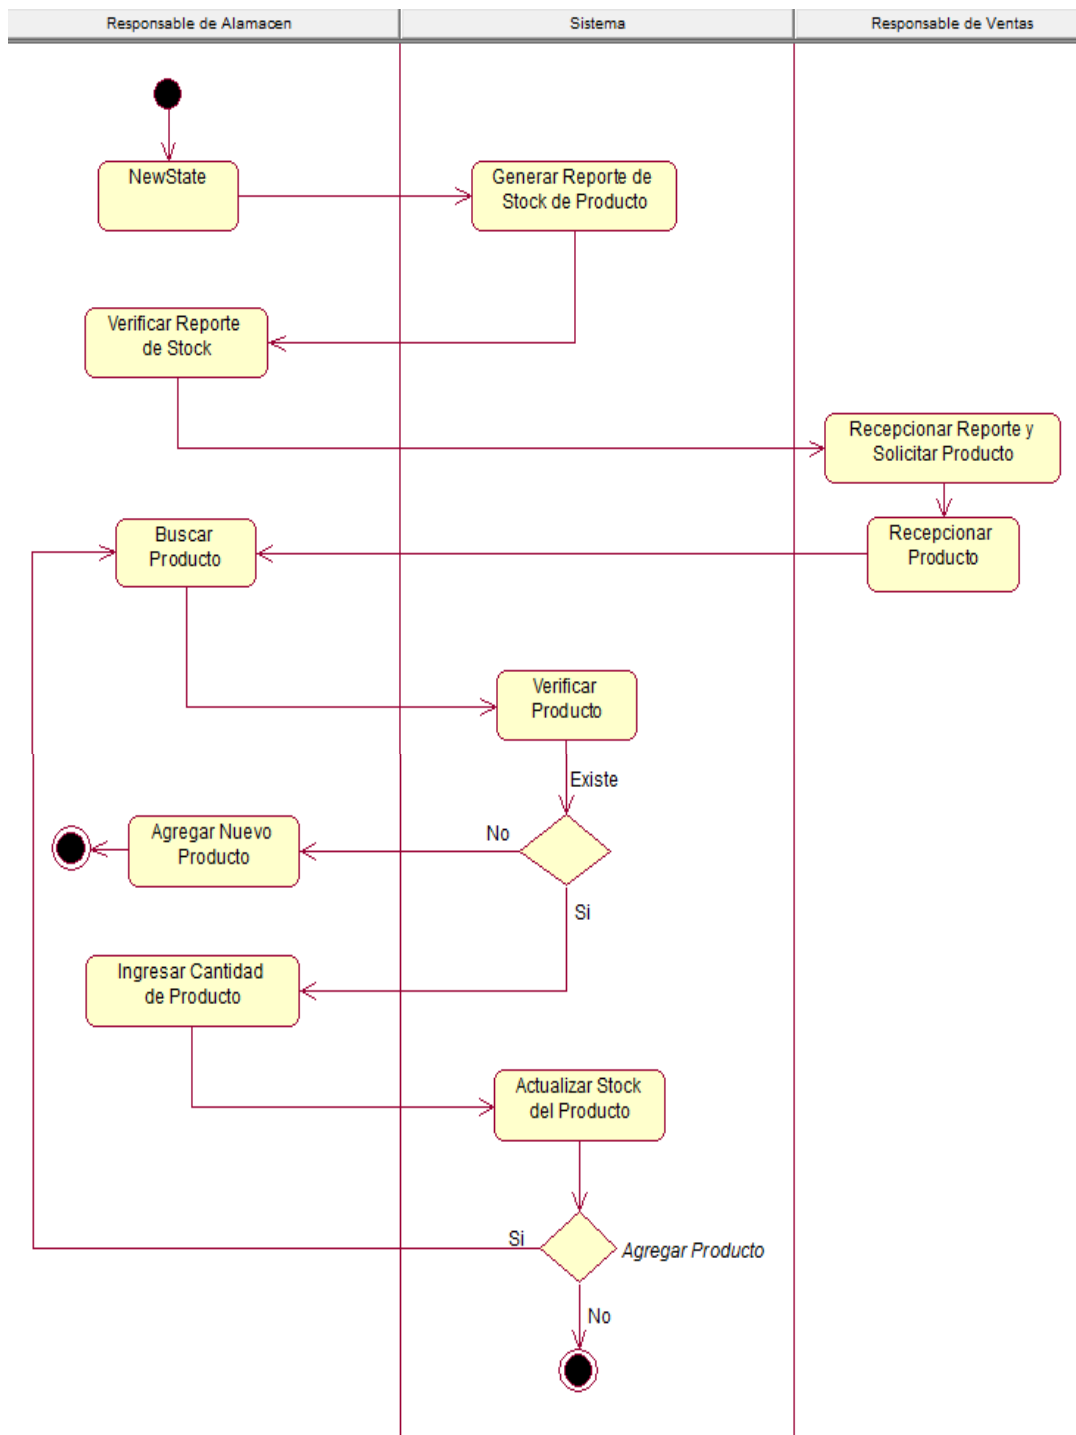 Responsable de Alamacen
Sistema
Responsable de Ventas
NewState
Generar Reporte de
Stock de Producto
Verificar Reporte
de Stock
Recepcionar Reporte y
Solicitar Producto
Buscar
Producto
Recepcionar
Producto
Verificar
Producto
Existe
No
Agregar Nuevo
Producto
Si
Ingresar Cantidad
de Producto
Actualizar Stock
del Producto
Si
Agregar Producto
No